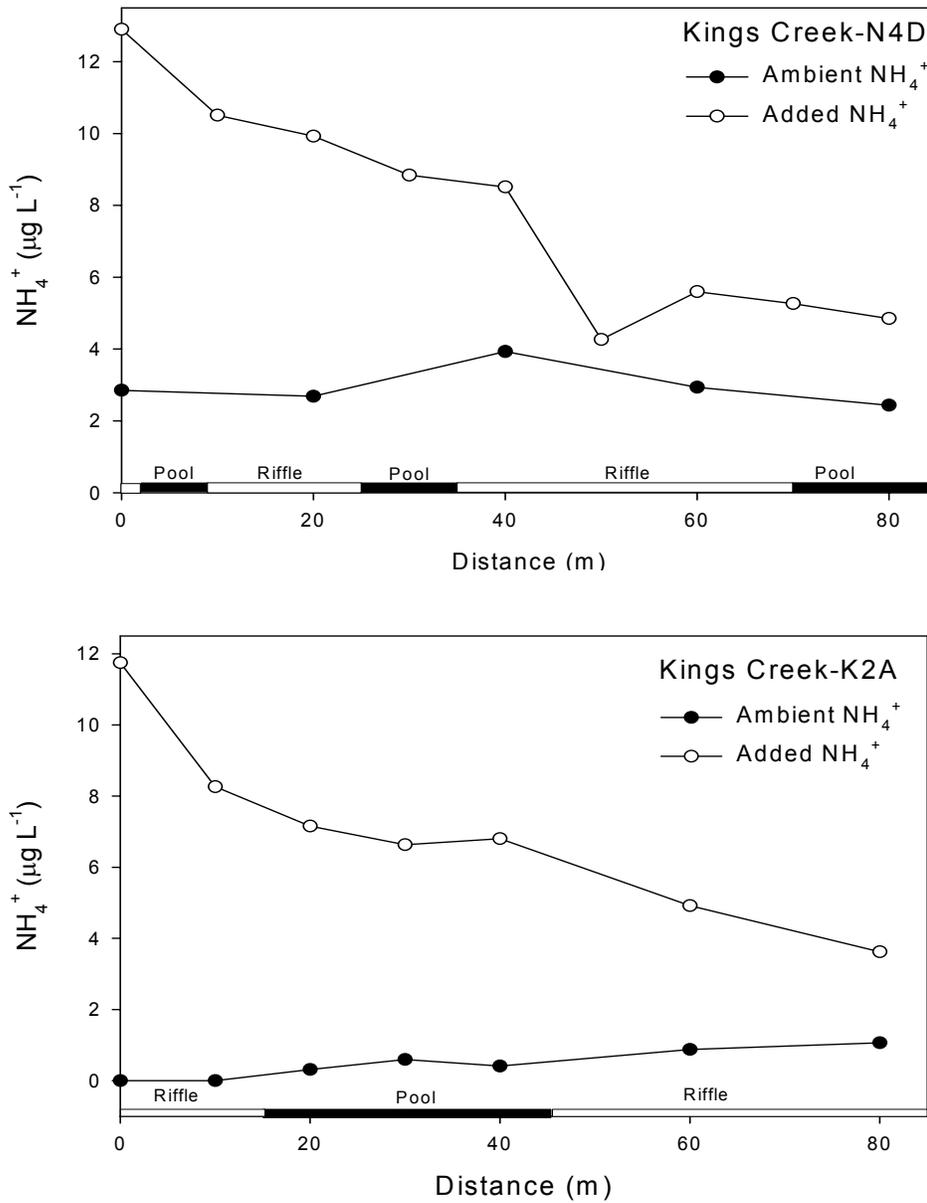 Kings Creek-N4D
Ambient NH₄⁺
Added NH₄⁺
12
10
8
6
4
2
0
NH₄⁺ (µg L⁻¹)
Pool Riffle Pool Riffle Pool
0 20 40 60 80
Distance (m)
Kings Creek-K2A
Ambient NH₄⁺
Added NH₄⁺
12
10
8
6
4
2
0
NH₄⁺ (µg L⁻¹)
Riffle Pool Riffle
0 20 40 60 80
Distance (m)